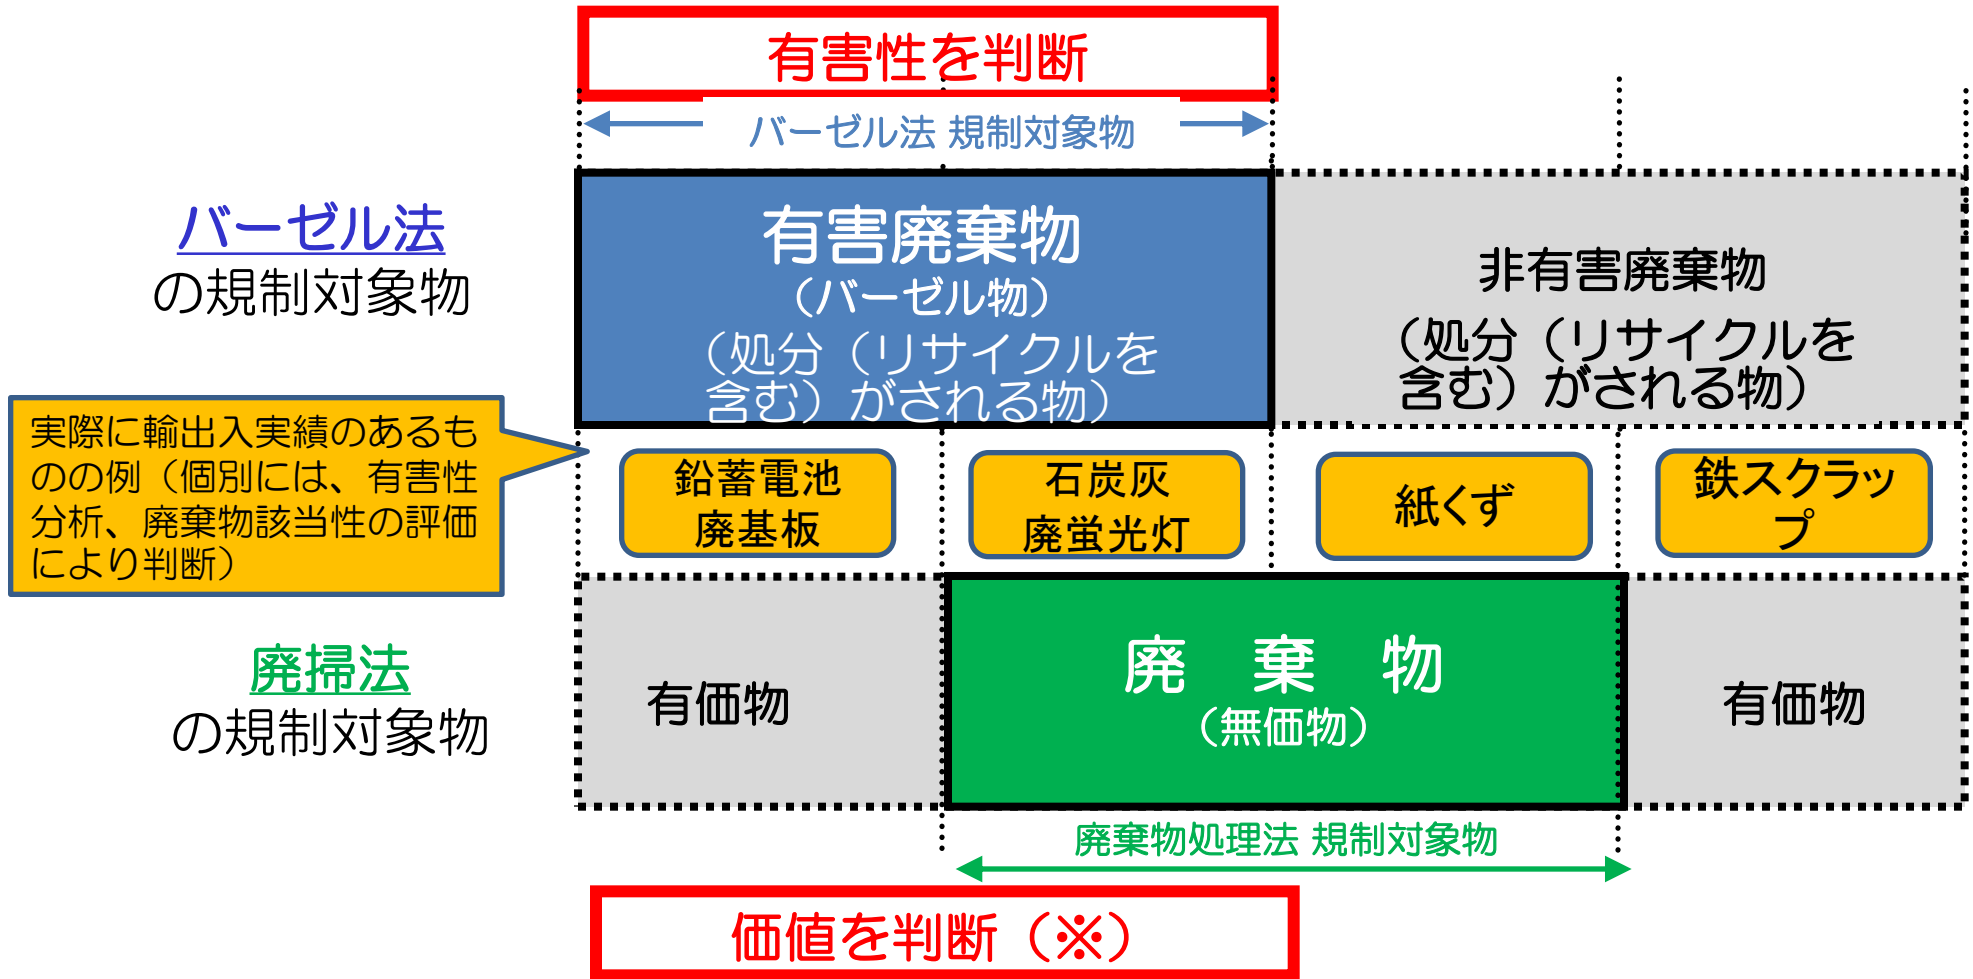 有害性を判断
バーゼル法 規制対象物
バーゼル法
の規制対象物
有害廃棄物
（バーゼル物）
（処分（リサイクルを
含む）がされる物）
非有害廃棄物
（処分（リサイクルを
含む）がされる物）
実際に輸出入実績のあるも
のの例（個別には、有害性
分析、廃棄物該当性の評価
により判断）
鉛蓄電池
廃基板
石炭灰
廃蛍光灯
紙くず
鉄スクラッ
プ
廃掃法
の規制対象物
有価物
廃　棄　物
（無価物）
有価物
廃棄物処理法 規制対象物
価値を判断（※）